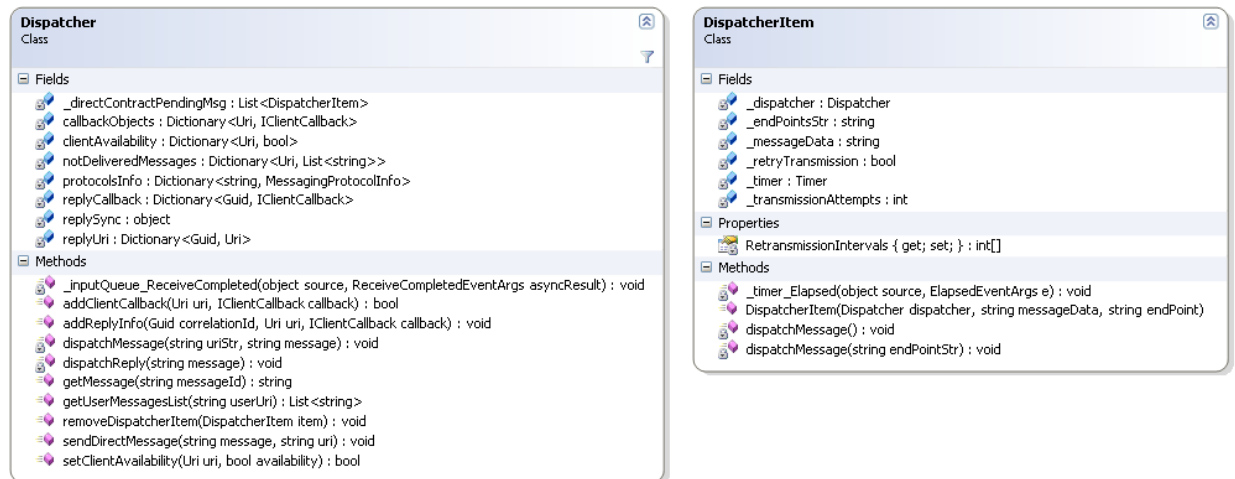 Dispatcher
Class
Fields
_directContractPendingMsg : List<DispatcherItem>
callbackObjects : Dictionary<Uri, IClientCallback>
clientAvailability : Dictionary<Uri, bool>
notDeliveredMessages : Dictionary<Uri, List<string>>
protocolsInfo : Dictionary<string, MessagingProtocolInfo>
replyCallback : Dictionary<Guid, IClientCallback>
replySync : object
replyUri : Dictionary<Guid, Uri>
Methods
_inputQueue_ReceiveCompleted(object source, ReceiveCompletedEventArgs asyncResult) : void
addClientCallback(Uri uri, IClientCallback callback) : bool
addReplyInfo(Guid correlationId, Uri uri, IClientCallback callback) : void
dispatchMessage(string uriStr, string message) : void
dispatchReply(string message) : void
getMessage(string messageId) : string
getUserMessagesList(string userUri) : List<string>
removeDispatcherItem(DispatcherItem item) : void
sendDirectMessage(string message, string uri) : void
setClientAvailability(Uri uri, bool availability) : bool
DispatcherItem
Class
Fields
_dispatcher : Dispatcher
_endPointsStr : string
_messageData : string
_retryTransmission : bool
_timer : Timer
_transmissionAttempts : int
Properties
RetransmissionIntervals { get; set; } : int[]
Methods
_timer_Elapsed(object source, ElapsedEventArgs e) : void
DispatcherItem(Dispatcher dispatcher, string messageData, string endPoint)
dispatchMessage() : void
dispatchMessage(string endPointStr) : void